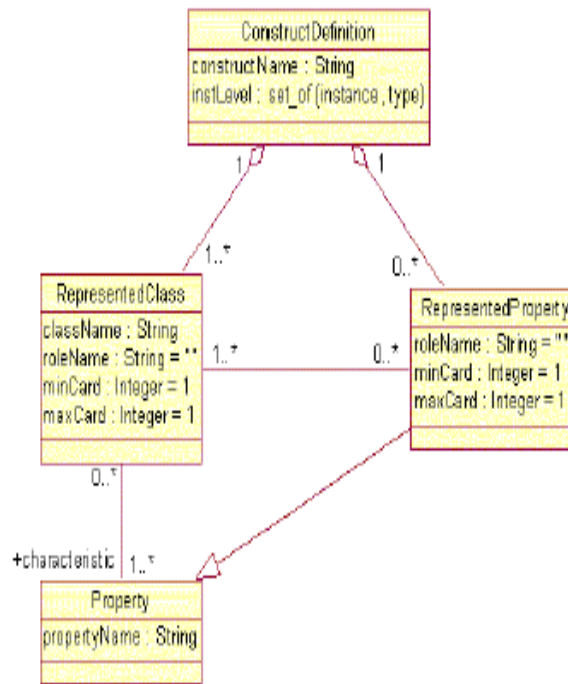 ConstructDefinition
constructName : String
instLevel : set_of(instance, type)
1
1
1..*
0..*
RepresentedClass
className : String
roleName : String = ""
minCard : Integer = 1
maxCard : Integer = 1
RepresentedProperty
roleName : String = ""
minCard : Integer = 1
maxCard : Integer = 1
1..*
0..*
0..*
+characteristic
1..*
Property
propertyName : String